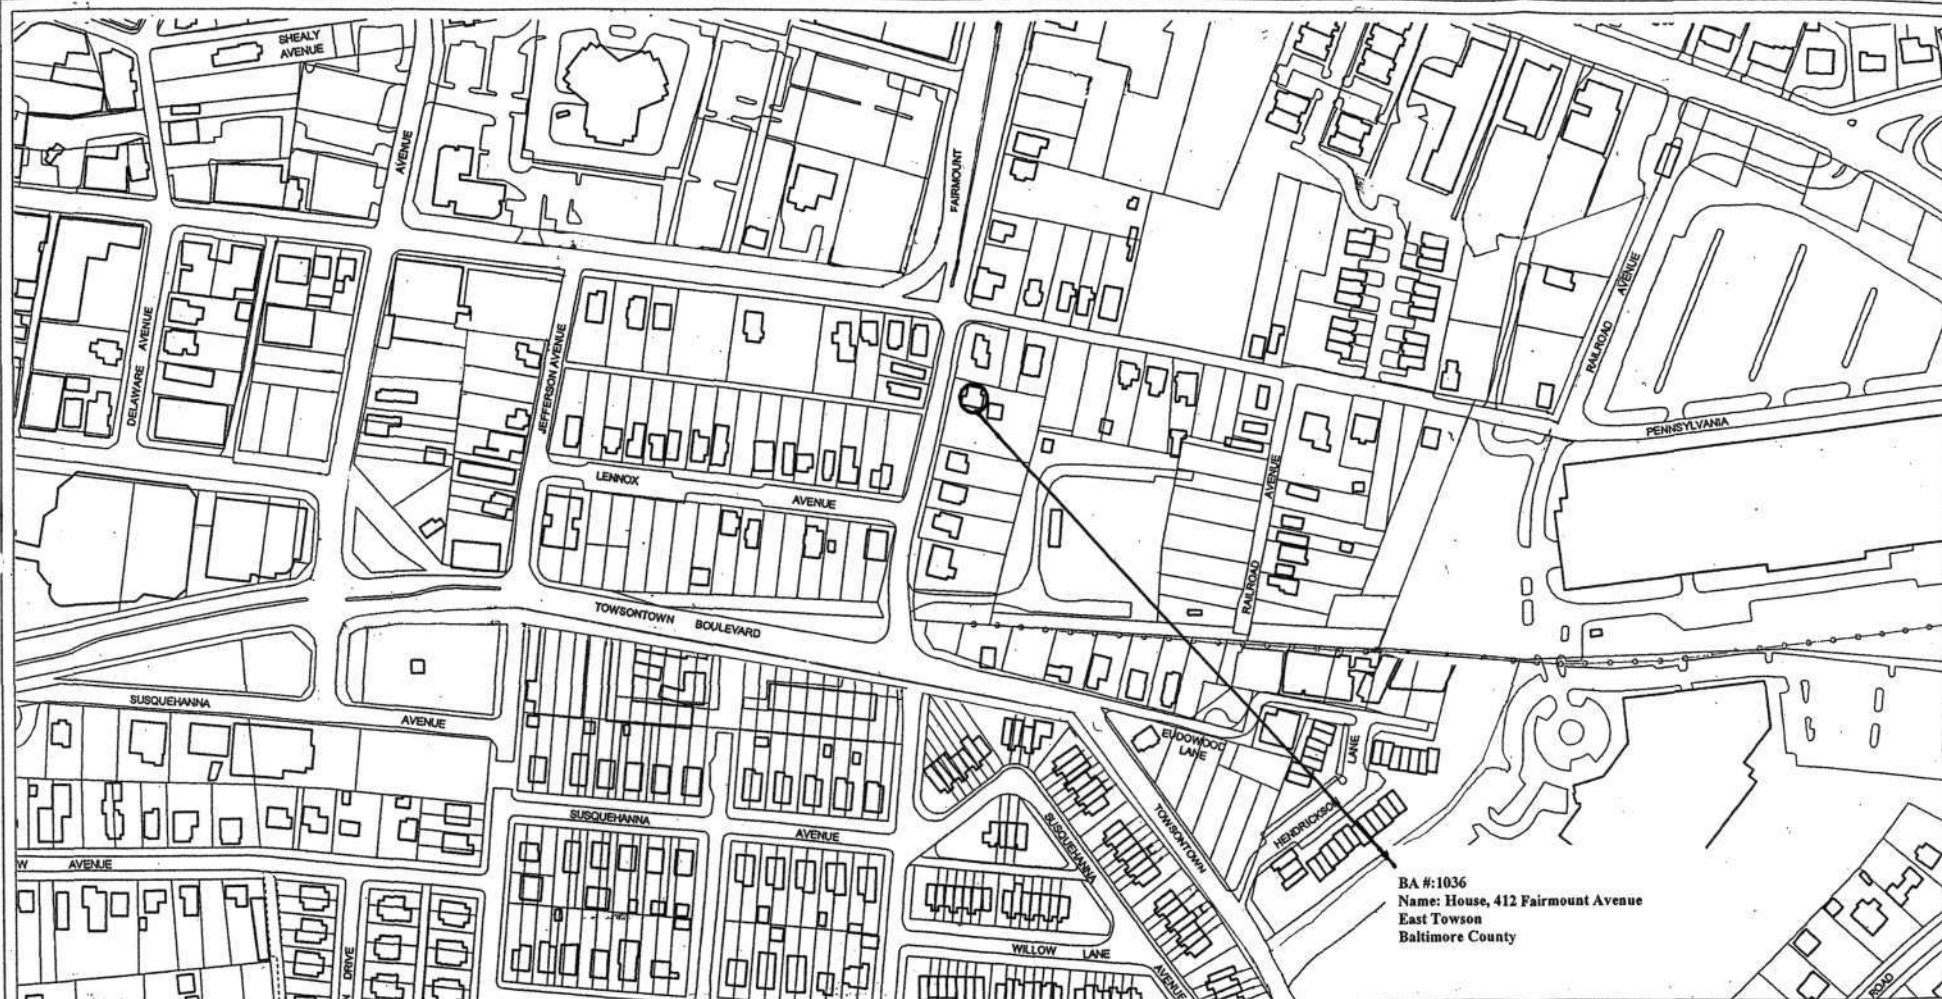 SHEALY
AVENUE
AVENUE
FAIRMOUNT
AVENUE
RAILROAD
DELAWARE AVENUE
JEFFERSON AVENUE
PENNSYLVANIA
LENNOX
AVENUE
AVENUE
RAILROAD
TOWSONTOWN BOULEVARD
SUSQUEHANNA
AVENUE
EUDOWOOD
LANE
LANE
HENDRICKSON
TOWSONTOWN
SUSQUEHANNA
AVENUE
SUSQUEHANNA
AVENUE
W AVENUE
DRIVE
WILLOW LANE
ROAD
BA #:1036
Name: House, 412 Fairmount Avenue
East Towson
Baltimore County